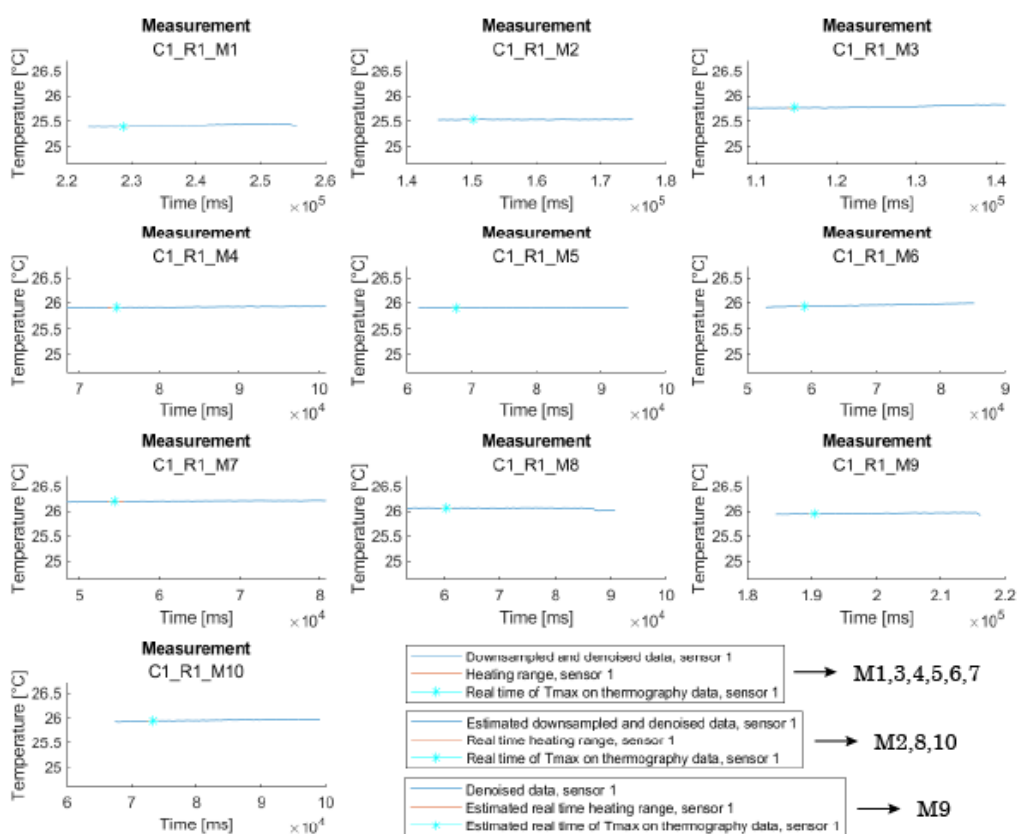 Measurement
C1_R1_M1
Temperature [°C]
26.5
26
25.5
25
2.2 2.3 2.4 2.5 2.6
Time [ms]
×10^5
Measurement
C1_R1_M2
Temperature [°C]
26.5
26
25.5
25
1.4 1.5 1.6 1.7 1.8
Time [ms]
×10^5
Measurement
C1_R1_M3
Temperature [°C]
26.5
26
25.5
25
1.1 1.2 1.3 1.4
Time [ms]
×10^5
Measurement
C1_R1_M4
Temperature [°C]
26.5
26
25.5
25
7 8 9 10
Time [ms]
×10^4
Measurement
C1_R1_M5
Temperature [°C]
26.5
26
25.5
25
6 7 8 9 10
Time [ms]
×10^4
Measurement
C1_R1_M6
Temperature [°C]
26.5
26
25.5
25
5 6 7 8 9
Time [ms]
×10^4
Measurement
C1_R1_M7
Temperature [°C]
26.5
26
25.5
25
5 6 7 8
Time [ms]
×10^4
Measurement
C1_R1_M8
Temperature [°C]
26.5
26
25.5
25
6 7 8 9
Time [ms]
×10^4
Measurement
C1_R1_M9
Temperature [°C]
26.5
26
25.5
25
1.8 1.9 2 2.1 2.2
Time [ms]
×10^5
Measurement
C1_R1_M10
Temperature [°C]
26.5
26
25.5
25
6 7 8 9 10
Time [ms]
×10^4
Downsampled and denoised data, sensor 1
Heating range, sensor 1
Real time of Tmax on thermography data, sensor 1
M1,3,4,5,6,7
Estimated downsampled and denoised data, sensor 1
Real time heating range, sensor 1
Real time of Tmax on thermography data, sensor 1
M2,8,10
Denoised data, sensor 1
Estimated real time heating range, sensor 1
Estimated real time of Tmax on thermography data, sensor 1
M9